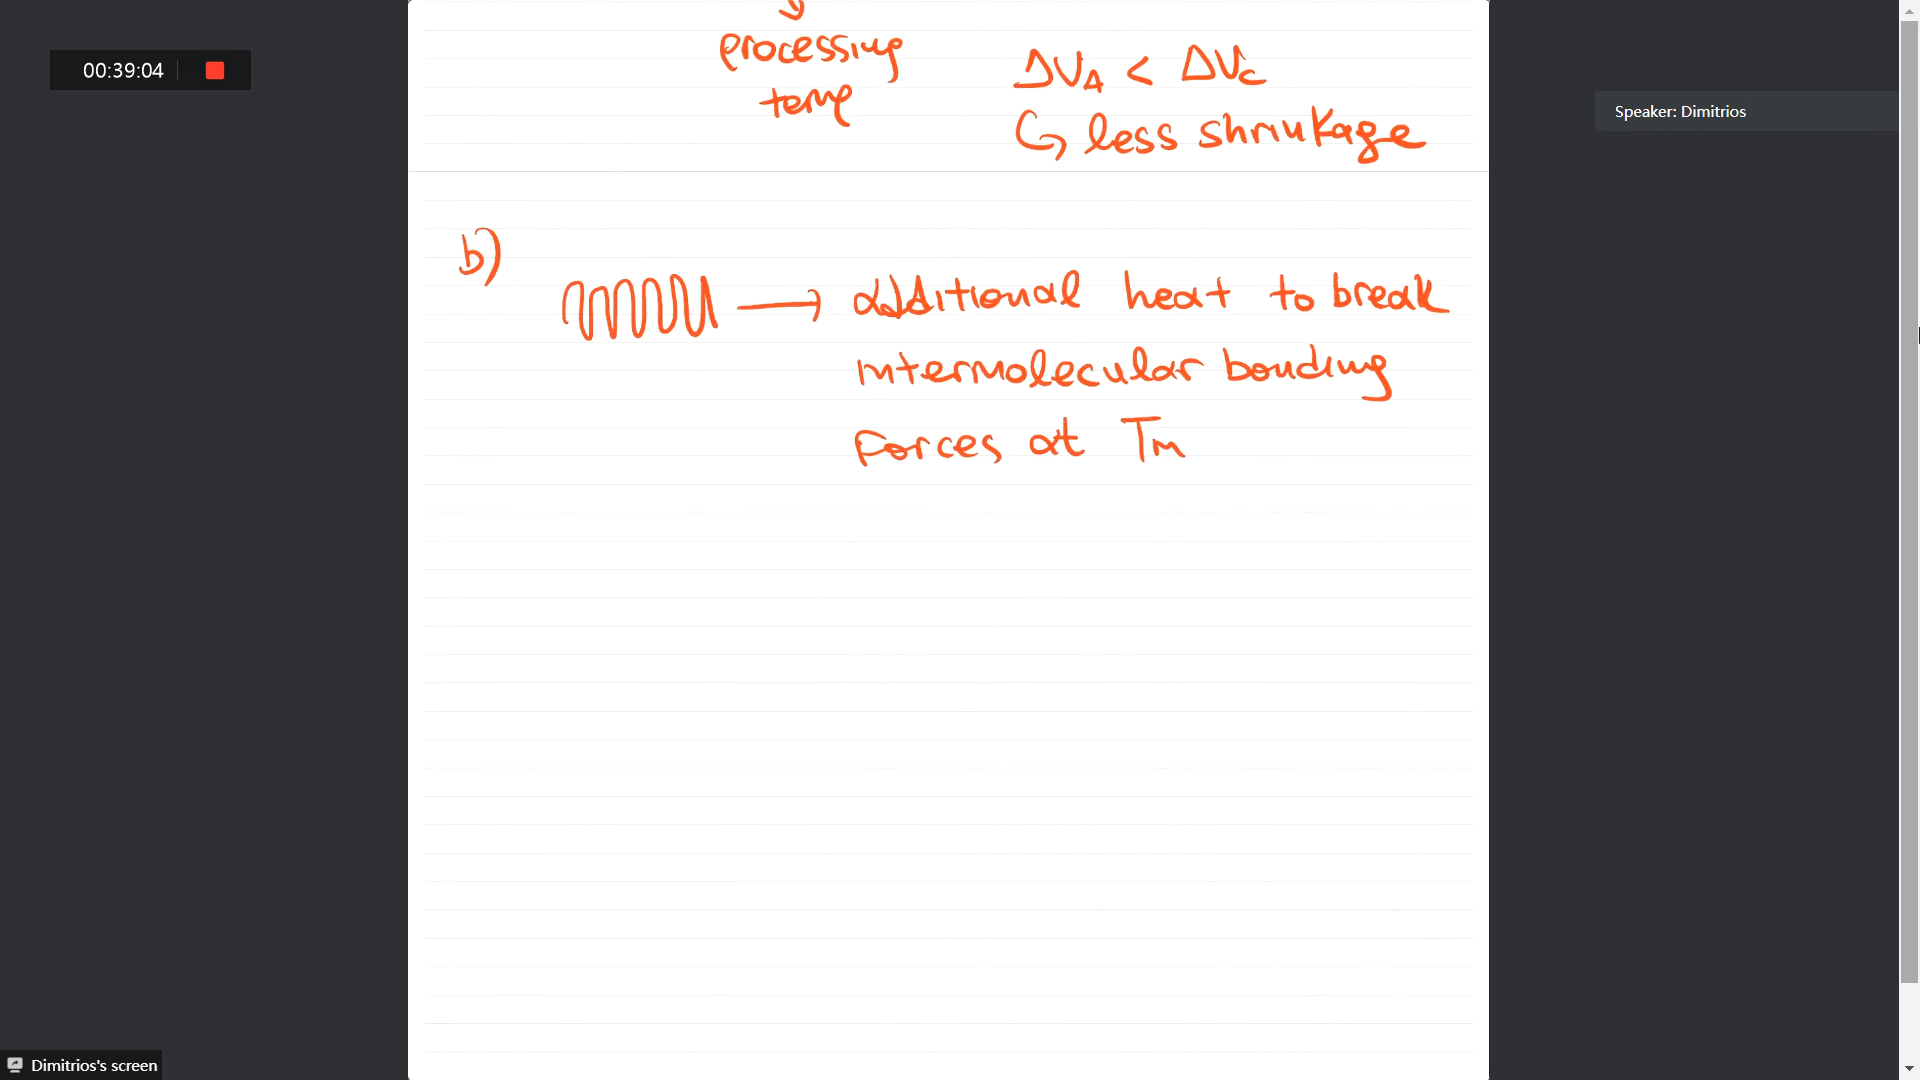 processing
temp
ΔVA < ΔVc
↳ less shrinkage
00:39:04
Speaker: Dimitrios
b)
→ additional heat to break
intermolecular bonding
forces at Tm
Dimitrios's screen